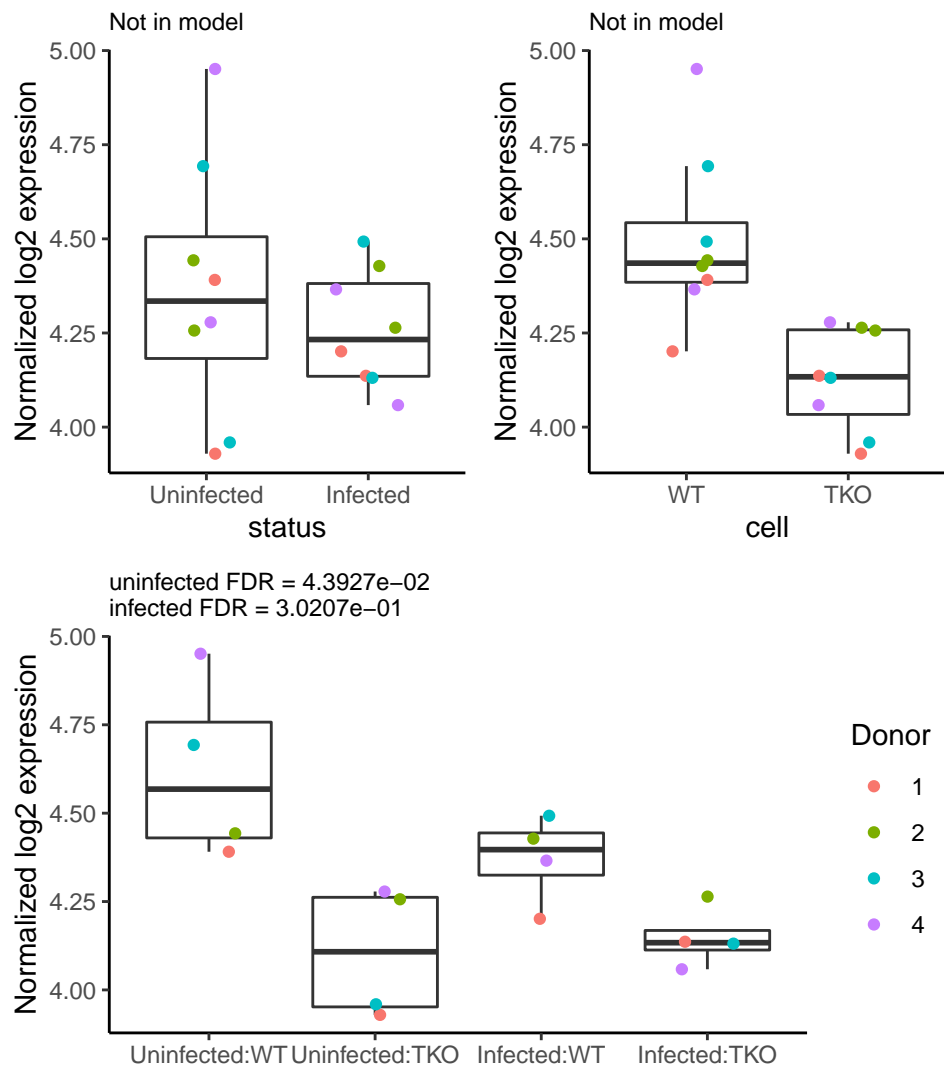 Not in model
5.00
4.75
4.50
4.25
4.00
Normalized log2 expression
Uninfected
Infected
status
Not in model
5.00
4.75
4.50
4.25
4.00
Normalized log2 expression
WT
TKO
cell
uninfected FDR = 4.3927e−02
infected FDR = 3.0207e−01
5.00
4.75
4.50
4.25
4.00
Normalized log2 expression
Uninfected:WT
Uninfected:TKO
Infected:WT
Infected:TKO
Donor
1
2
3
4